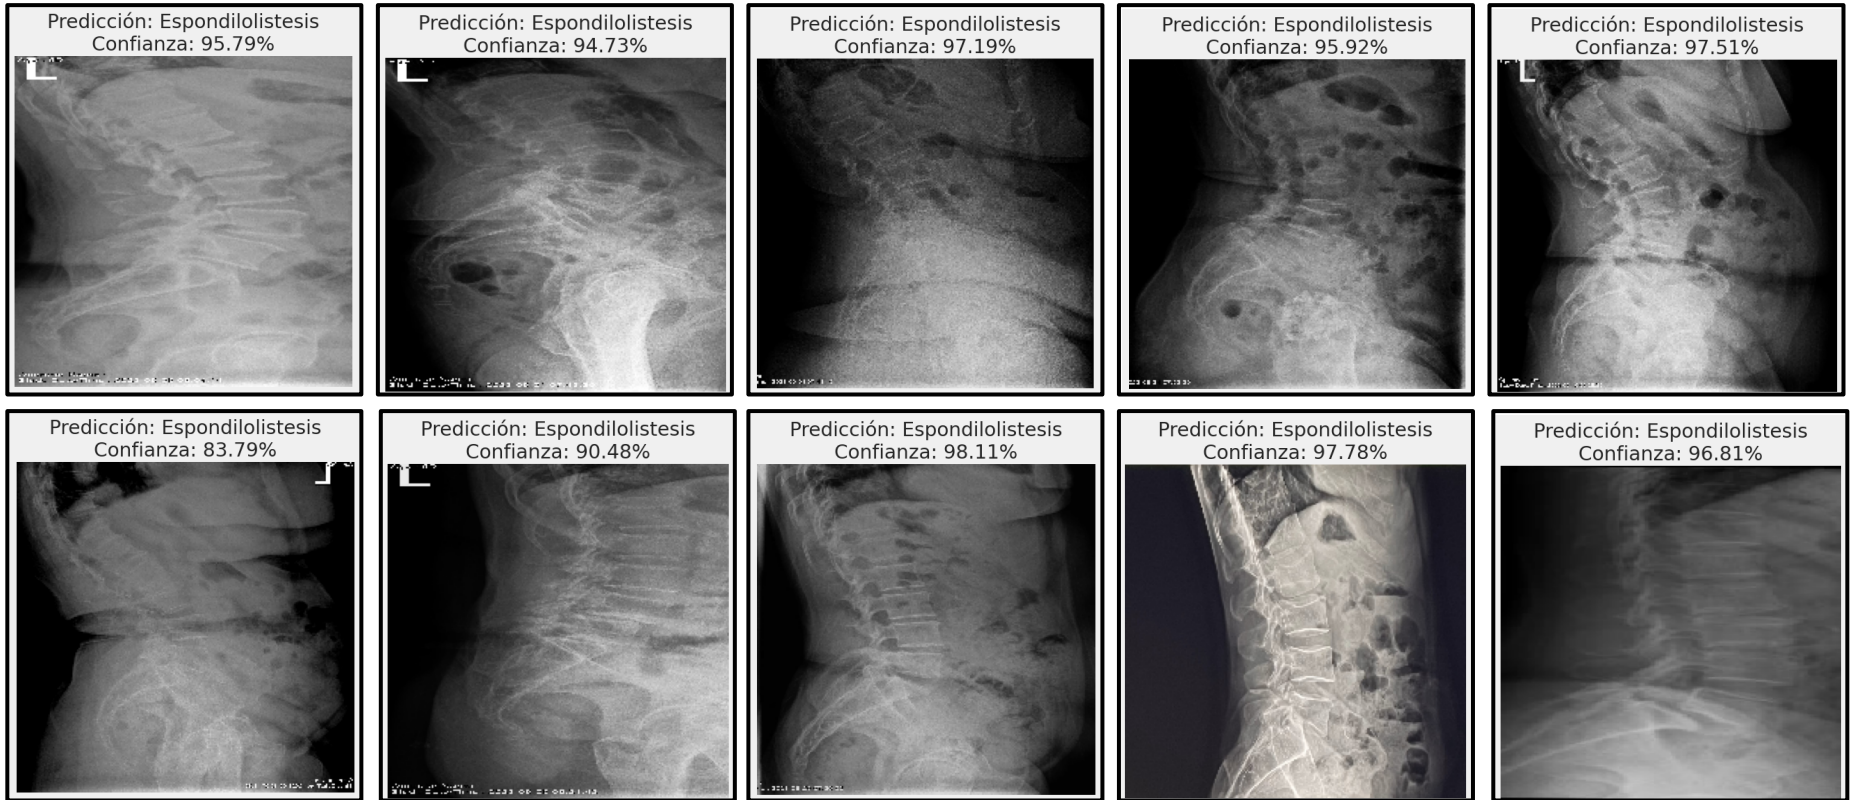 Predicción: Espondilolistesis
Confianza: 95.79%
Predicción: Espondilolistesis
Confianza: 94.73%
Predicción: Espondilolistesis
Confianza: 97.19%
Predicción: Espondilolistesis
Confianza: 95.92%
Predicción: Espondilolistesis
Confianza: 97.51%
L
L
L
Predicción: Espondilolistesis
Confianza: 83.79%
Predicción: Espondilolistesis
Confianza: 90.48%
Predicción: Espondilolistesis
Confianza: 98.11%
Predicción: Espondilolistesis
Confianza: 97.78%
Predicción: Espondilolistesis
Confianza: 96.81%
L